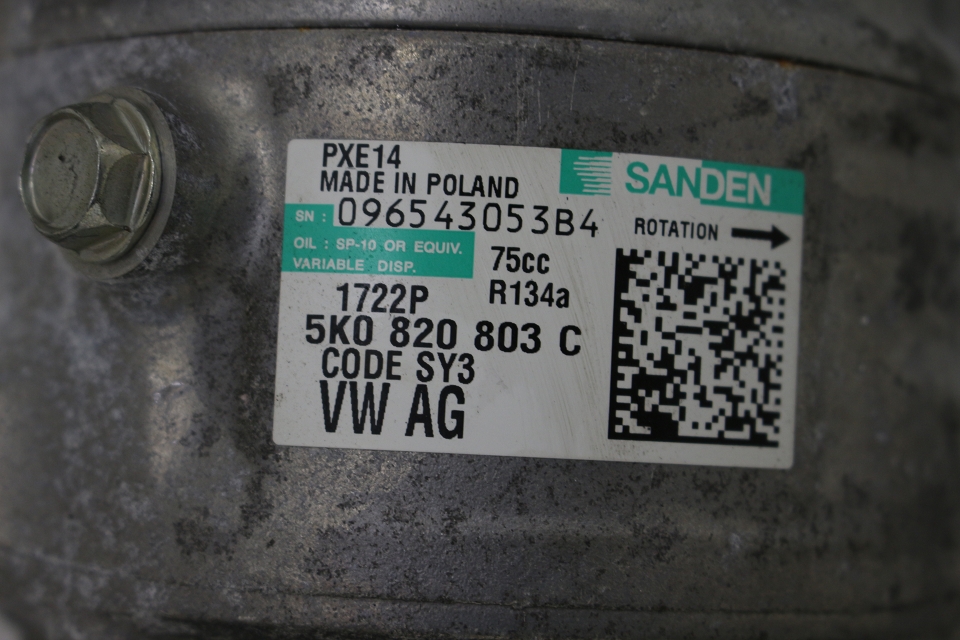 PXE14
MADE IN POLAND
SANDEN
SN : 096543053B4
ROTATION
OIL : SP-10 OR EQUIV.
VARIABLE DISP.
75cc
1722P
R134a
5K0 820 803 C
CODE SY3
VW AG